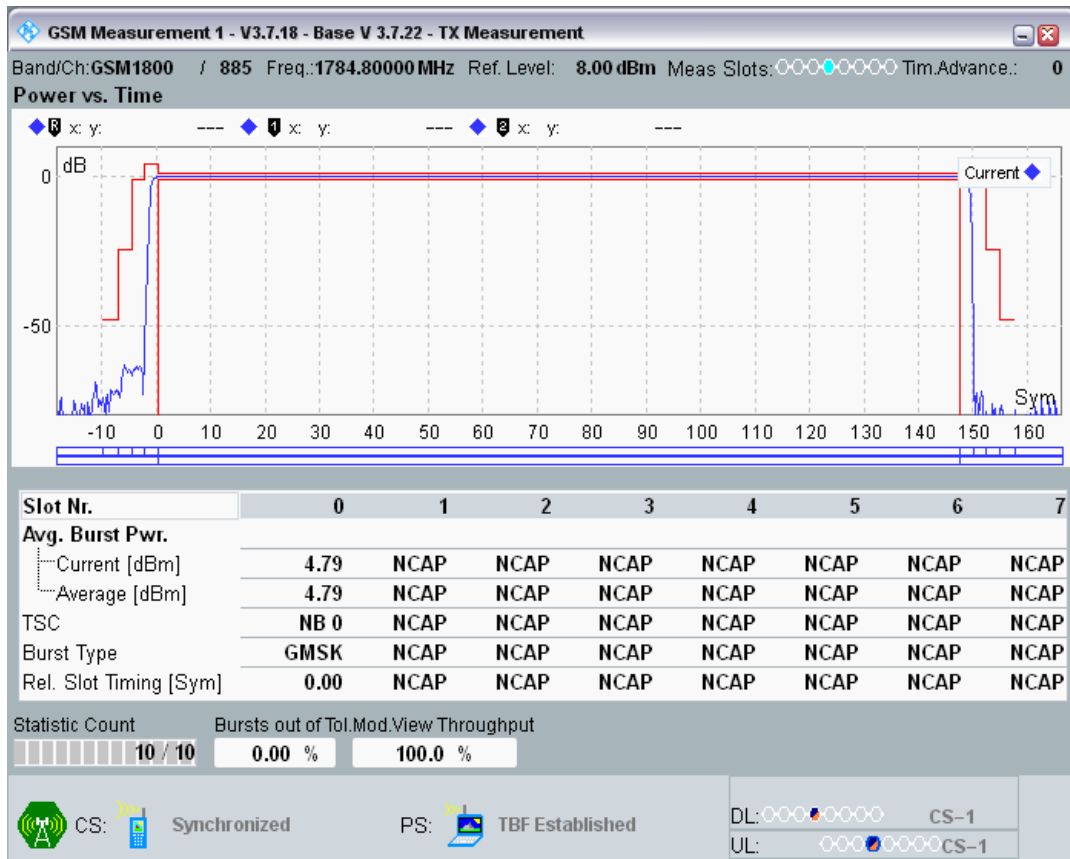 GSM Measurement 1 - V3.7.18 - Base V 3.7.22 - TX Measurement
Band/Ch:GSM1800 / 885 Freq.:1784.80000 MHz Ref. Level: 8.00 dBm Meas Slots: Tim.Advance.: 0
Power vs. Time
R x: y: --- 1 x: y: --- 2 x: y: ---
dB
Current
0
-50
Sym
-10 0 10 20 30 40 50 60 70 80 90 100 110 120 130 140 150 160
Slot Nr. 0 1 2 3 4 5 6 7
Avg. Burst Pwr.
Current [dBm] 4.79 NCAP NCAP NCAP NCAP NCAP NCAP NCAP
Average [dBm] 4.79 NCAP NCAP NCAP NCAP NCAP NCAP NCAP
TSC NB 0 NCAP NCAP NCAP NCAP NCAP NCAP NCAP
Burst Type GMSK NCAP NCAP NCAP NCAP NCAP NCAP NCAP
Rel. Slot Timing [Sym] 0.00 NCAP NCAP NCAP NCAP NCAP NCAP NCAP
Statistic Count Bursts out of Tol.Mod.View Throughput
10 / 10 0.00 % 100.0 %
CS: Synchronized PS: TBF Established
DL: CS-1
UL: CS-1